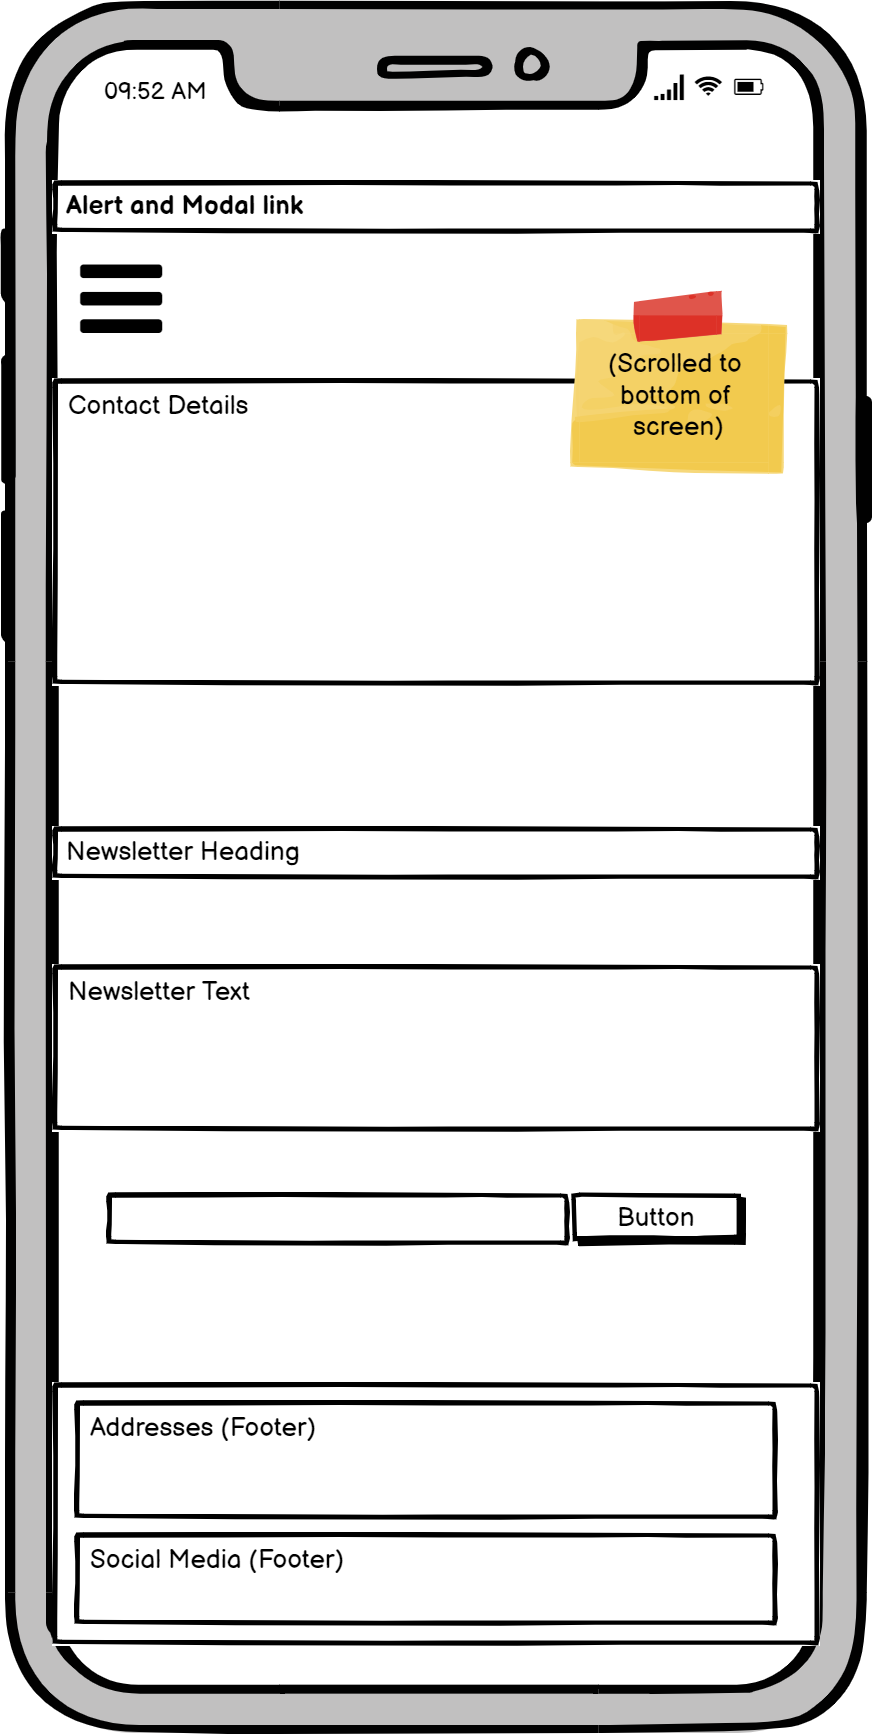 09:52 AM
Alert and Modal link
(Scrolled to
bottom of
screen)
Contact Details
Newsletter Heading
Newsletter Text
Button
Addresses (Footer)
Social Media (Footer)